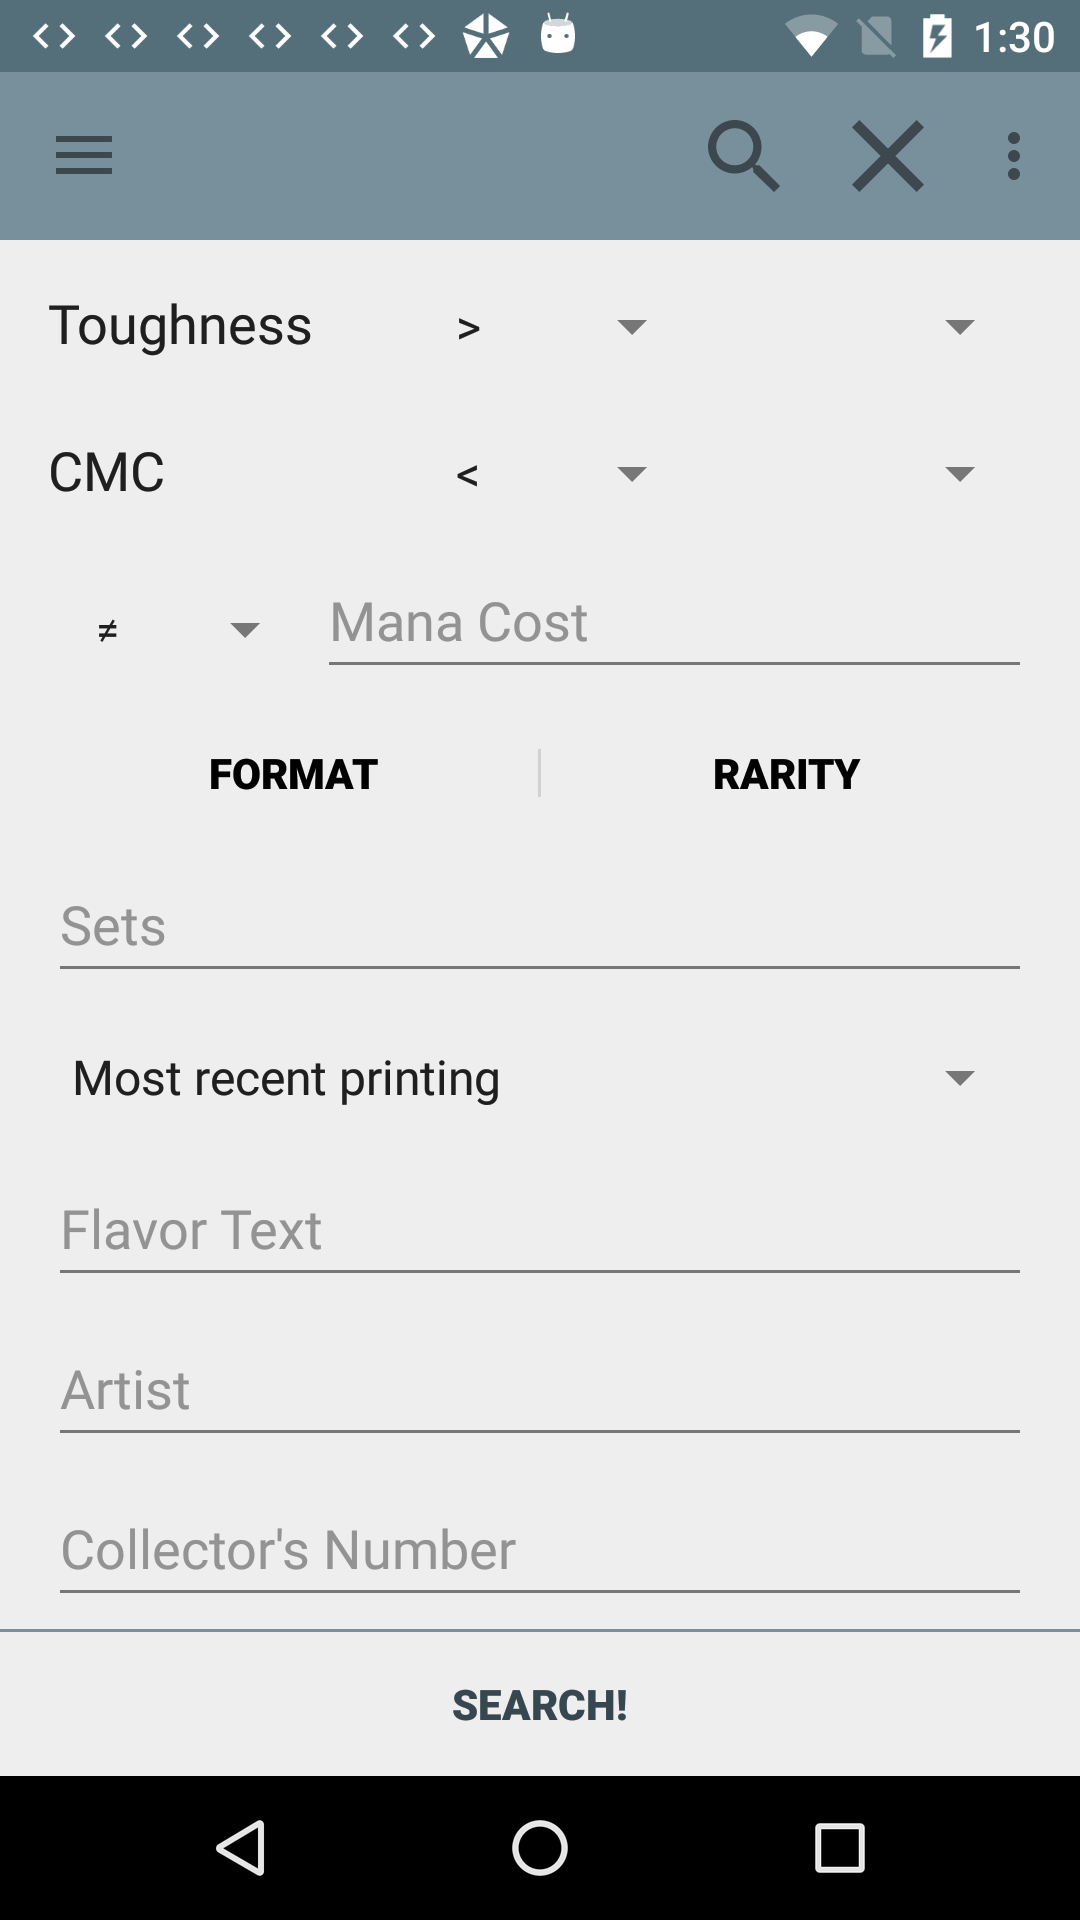 1:30
Toughness >
CMC <
≠ Mana Cost
FORMAT RARITY
Sets
Most recent printing
Flavor Text
Artist
Collector's Number
SEARCH!